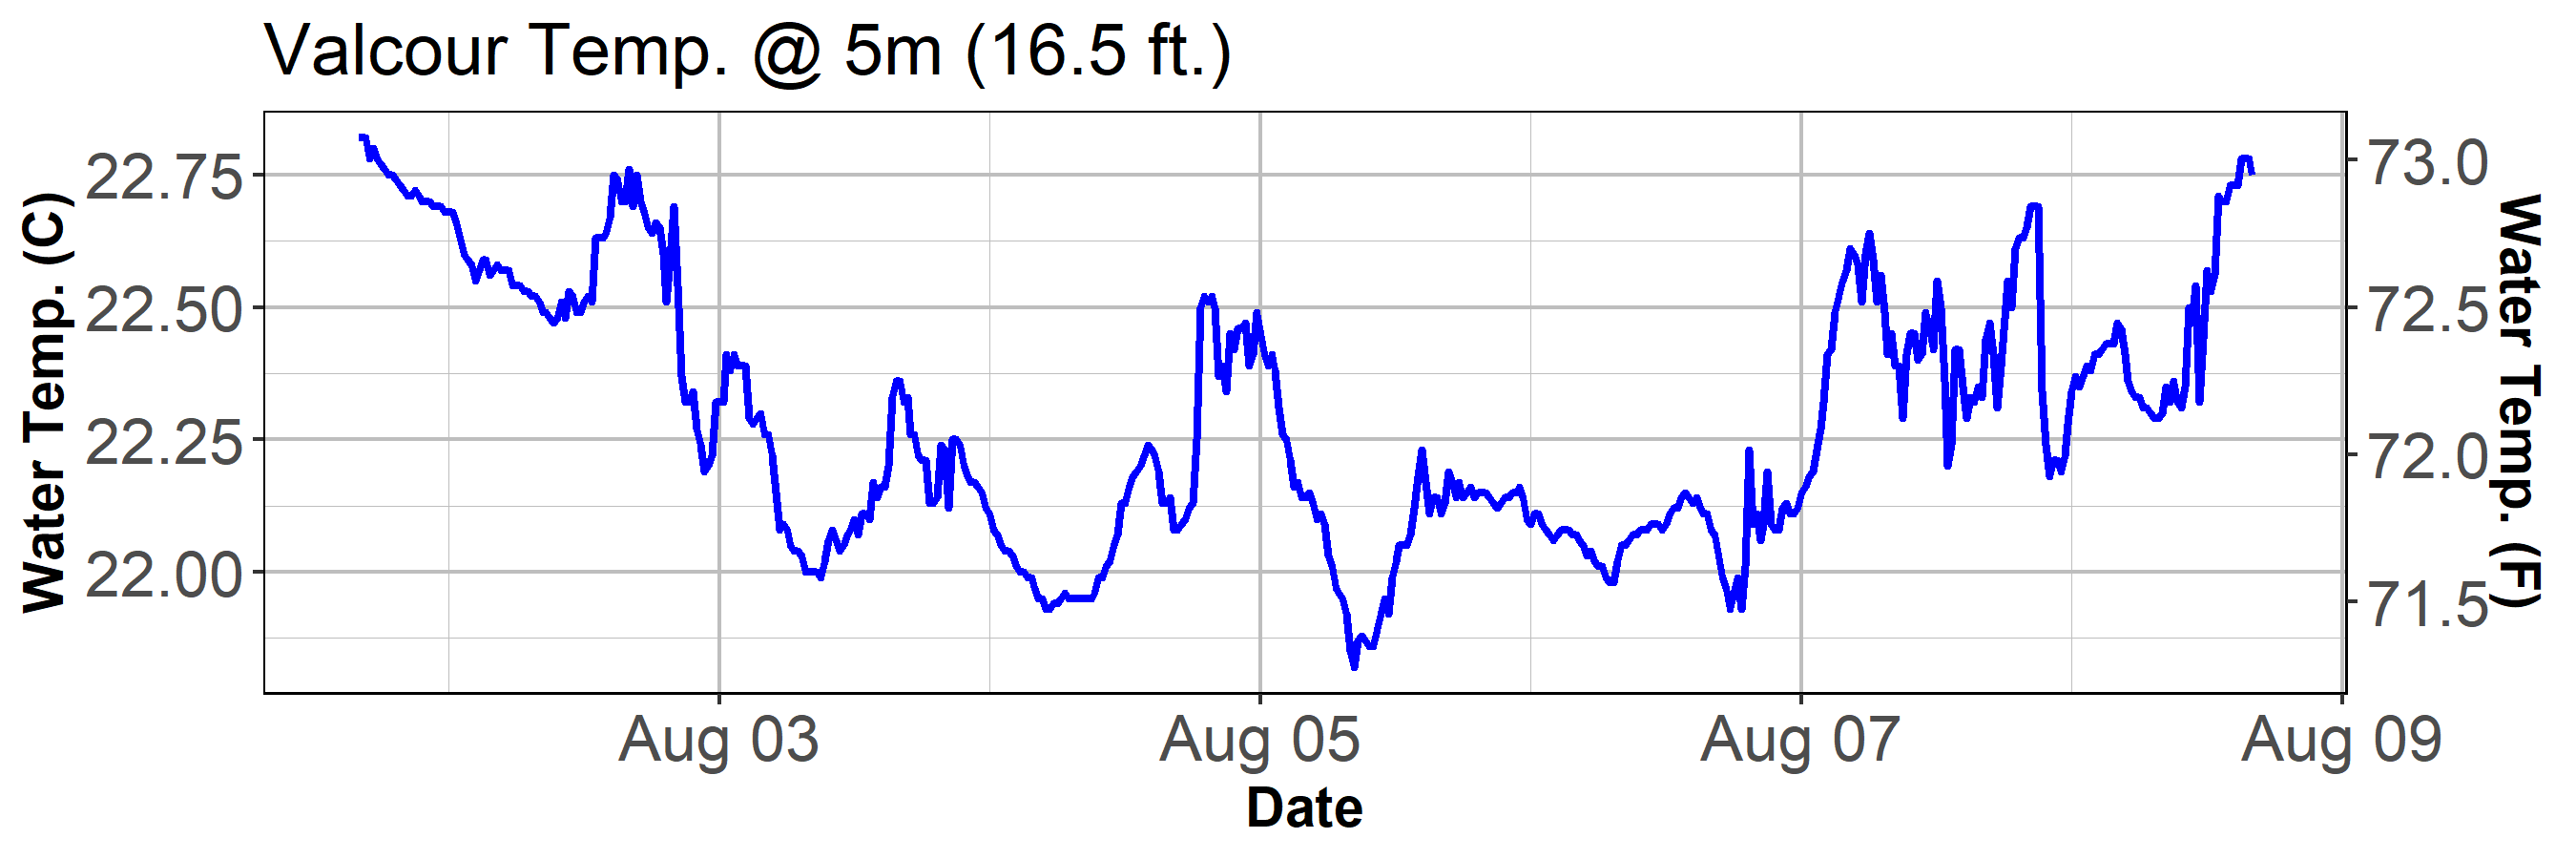 Valcour Temp. @ 5m (16.5 ft.)
Water Temp. (C)
22.75
22.50
22.25
22.00
73.0
72.5
72.0
71.5
Water Temp. (F)
Aug 03 Aug 05 Aug 07 Aug 09
Date